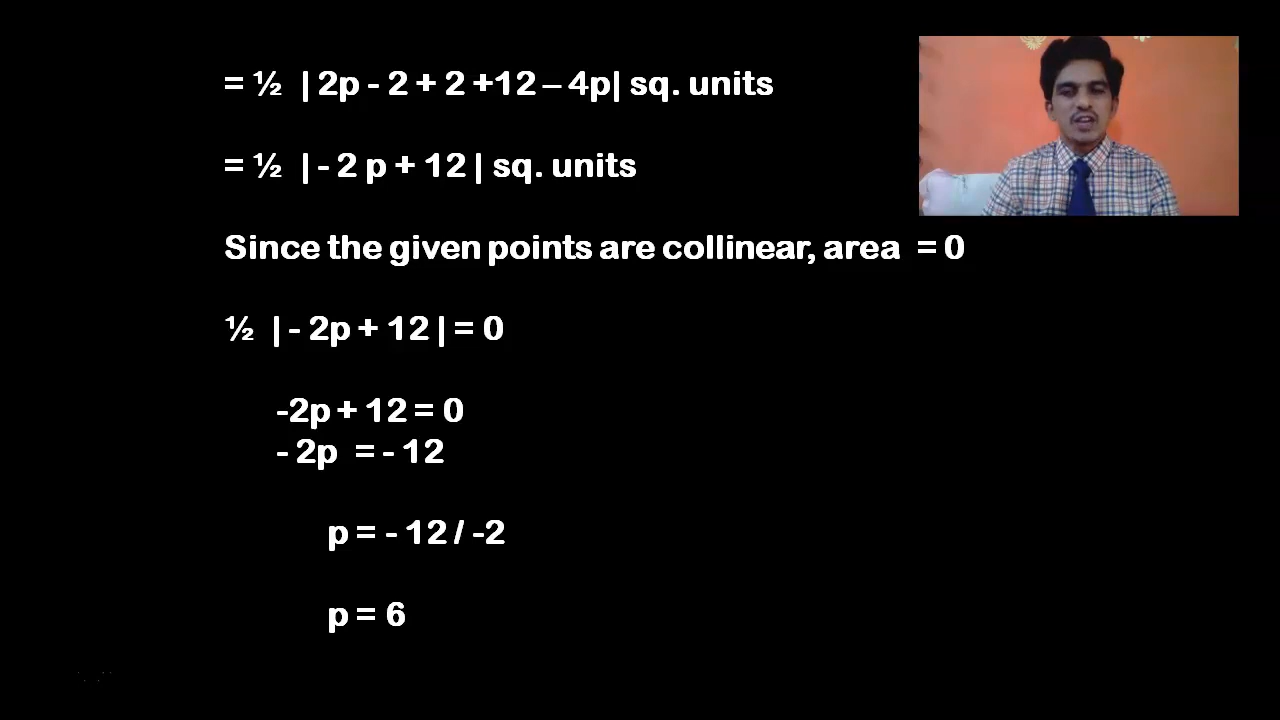 = ½ | 2p - 2 + 2 +12 – 4p| sq. units
= ½ | - 2 p + 12 | sq. units
Since the given points are collinear, area = 0
½ | - 2p + 12 | = 0
-2p + 12 = 0
- 2p = - 12
p = - 12 / -2
p = 6